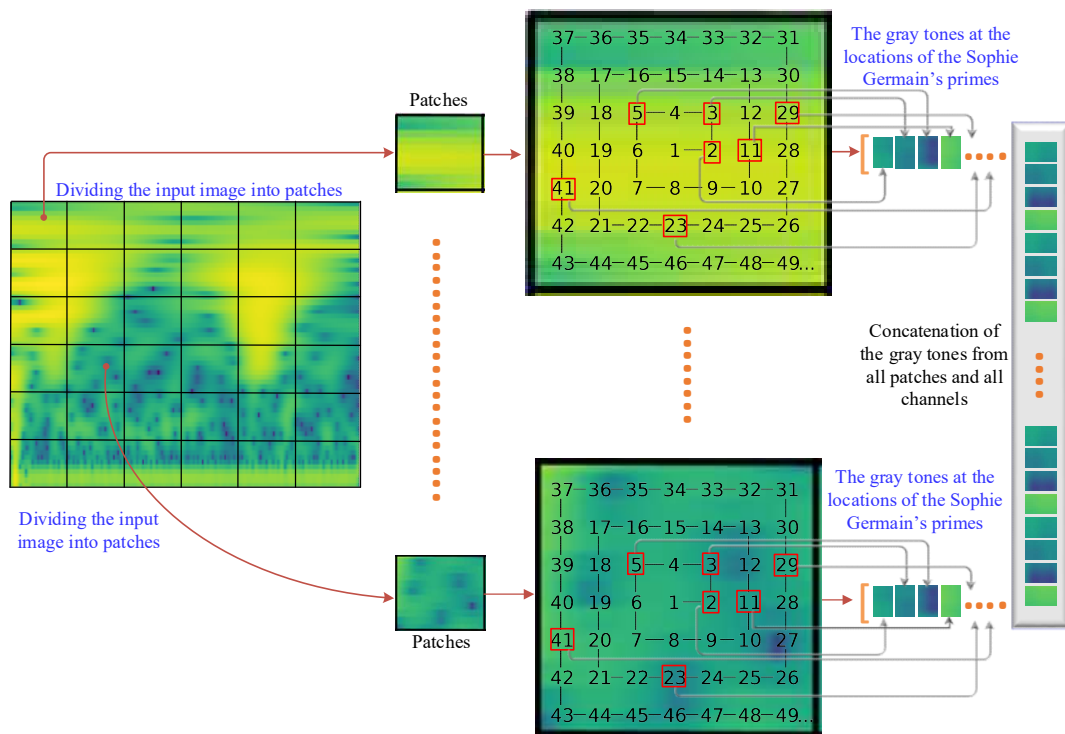 Patches
Dividing the input image into patches
37 36 35 34 33 32 31
38 17 16 15 14 13 30
39 18 5 4 3 12 29
40 19 6 1 2 11 28
41 20 7 8 9 10 27
42 21 22 23 24 25 26
43 44 45 46 47 48 49...
The gray tones at the
locations of the Sophie
Germain's primes
[
Concatenation of
the gray tones from
all patches and all
channels
Dividing the input
image into patches
Patches
37 36 35 34 33 32 31
38 17 16 15 14 13 30
39 18 5 4 3 12 29
40 19 6 1 2 11 28
41 20 7 8 9 10 27
42 21 22 23 24 25 26
43 44 45 46 47 48 49...
The gray tones at the
locations of the Sophie
Germain's primes
[